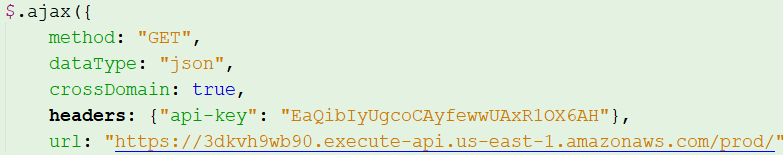 $.ajax({
method: "GET",
dataType: "json",
crossDomain: true,
headers: {"api-key": "EaQibIyUgcoCAyfewwUAxR1OX6AH"},
url: "https://3dkvh9wb90.execute-api.us-east-1.amazonaws.com/prod/"